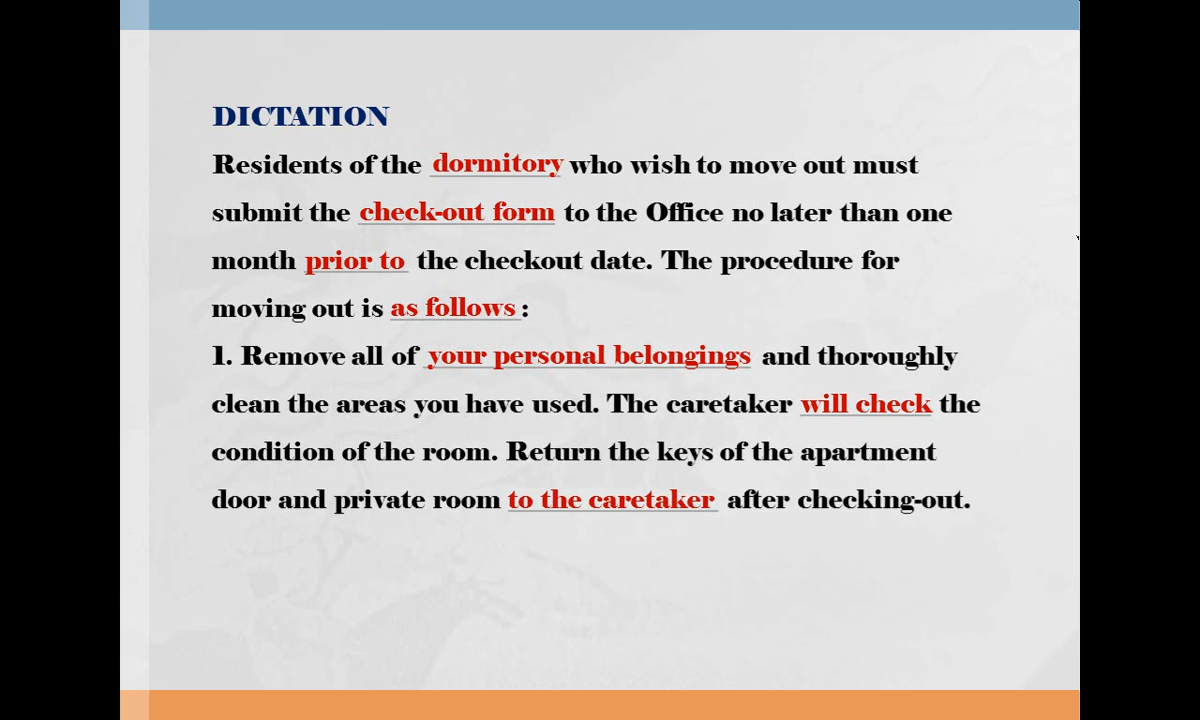 DICTATION
Residents of the dormitory who wish to move out must
submit the check-out form to the Office no later than one
month prior to the checkout date. The procedure for
moving out is as follows :
1. Remove all of your personal belongings and thoroughly
clean the areas you have used. The caretaker will check the
condition of the room. Return the keys of the apartment
door and private room to the caretaker after checking-out.